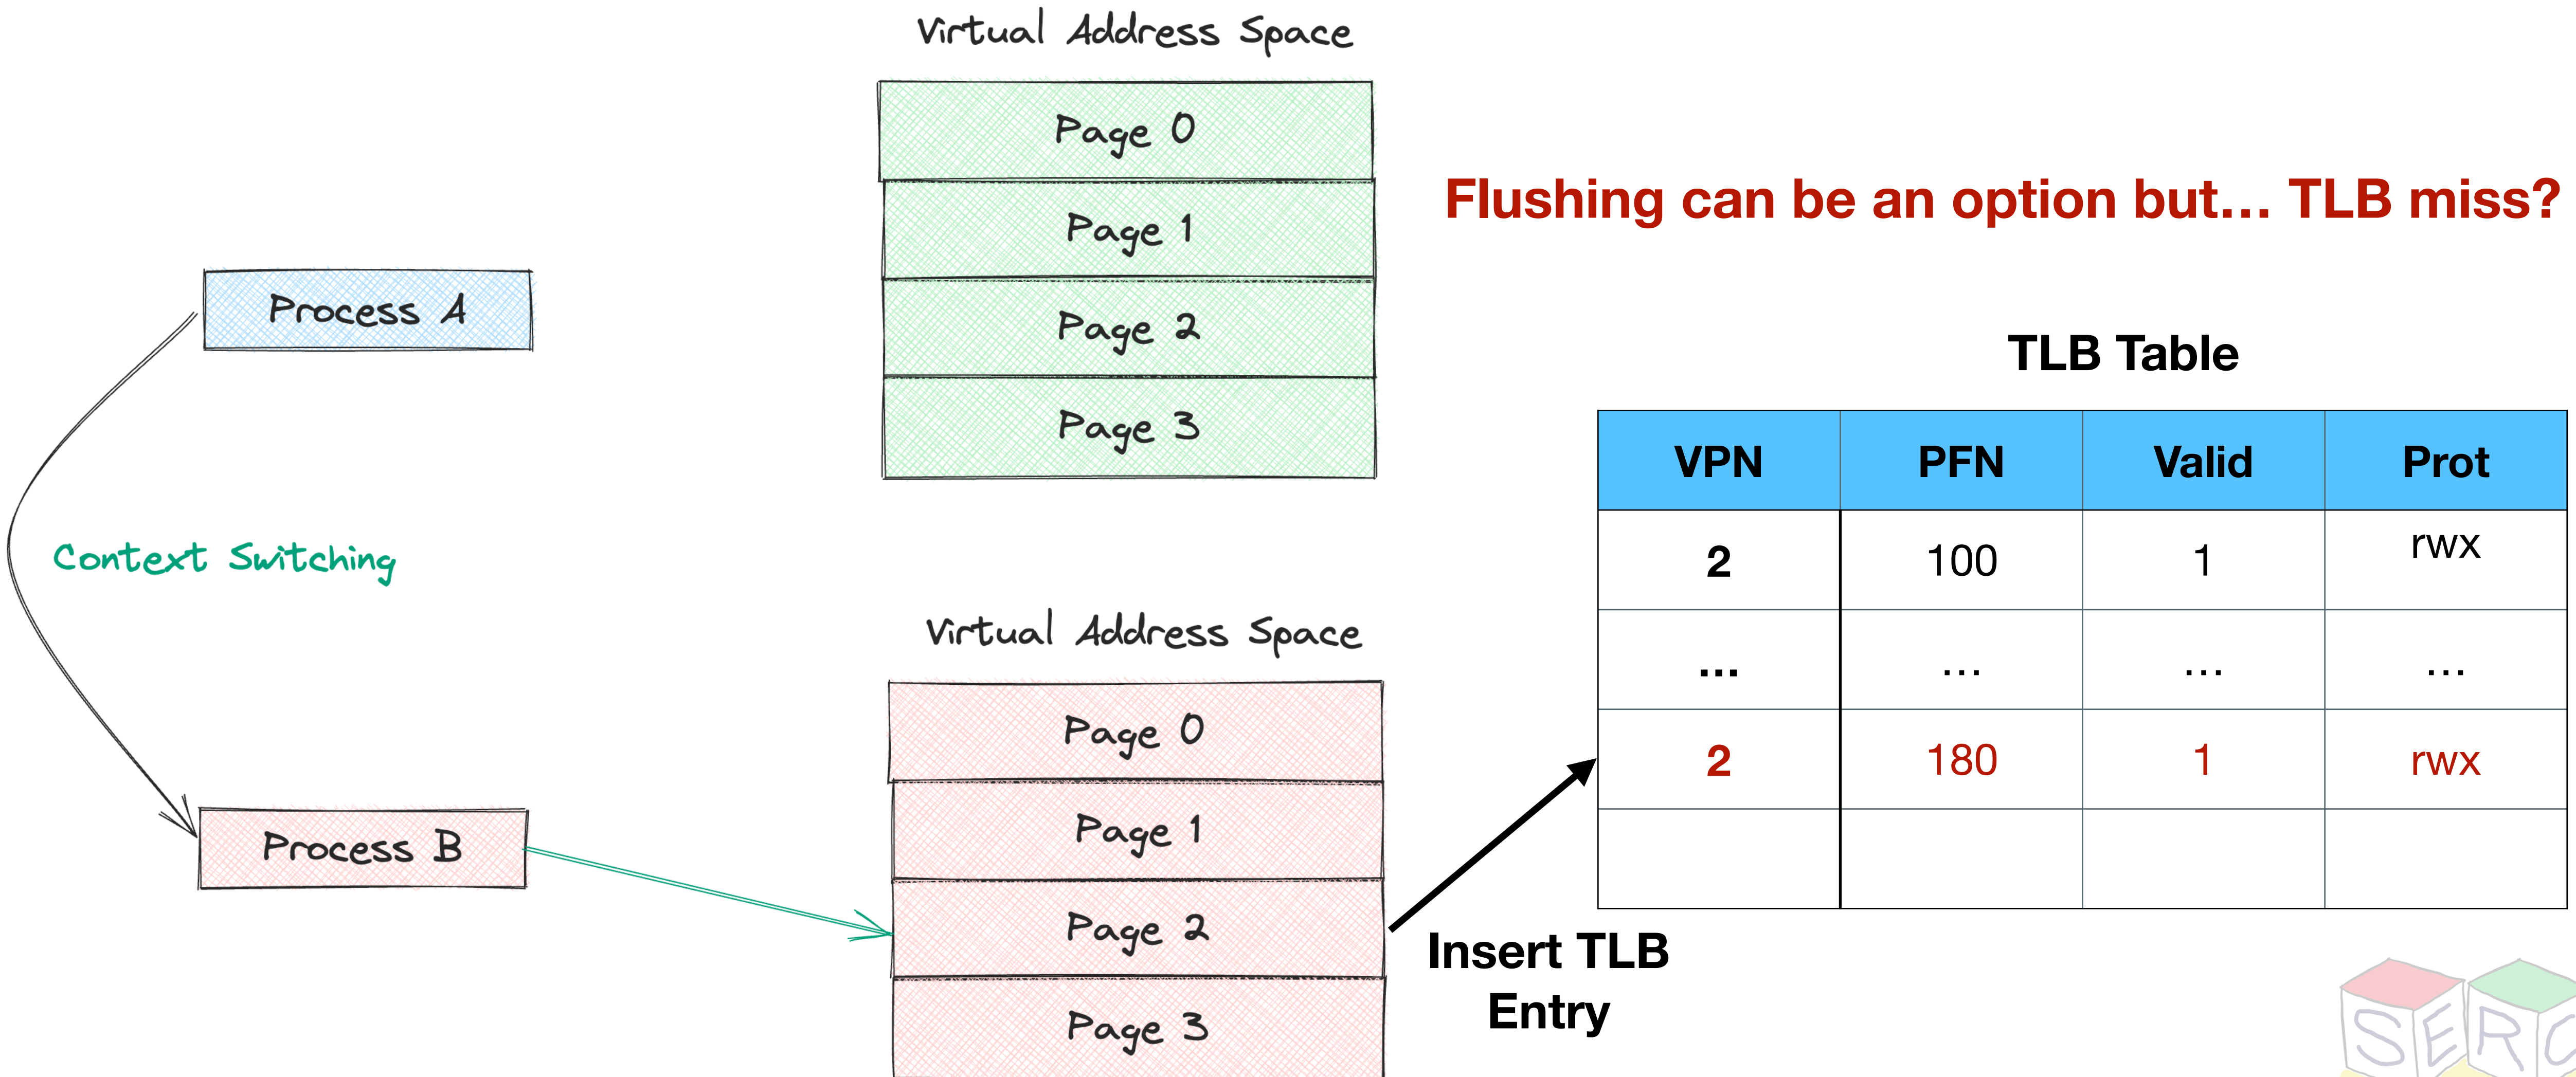 Virtual Address Space
Page 0
Page 1
Page 2
Page 3
Flushing can be an option but... TLB miss?
Process A
Context Switching
Process B
Virtual Address Space
Page 0
Page 1
Page 2
Page 3
Insert TLB
Entry
TLB Table
VPN PFN Valid Prot
2 100 1 rwx
... ... ... ...
2 180 1 rwx
SERC